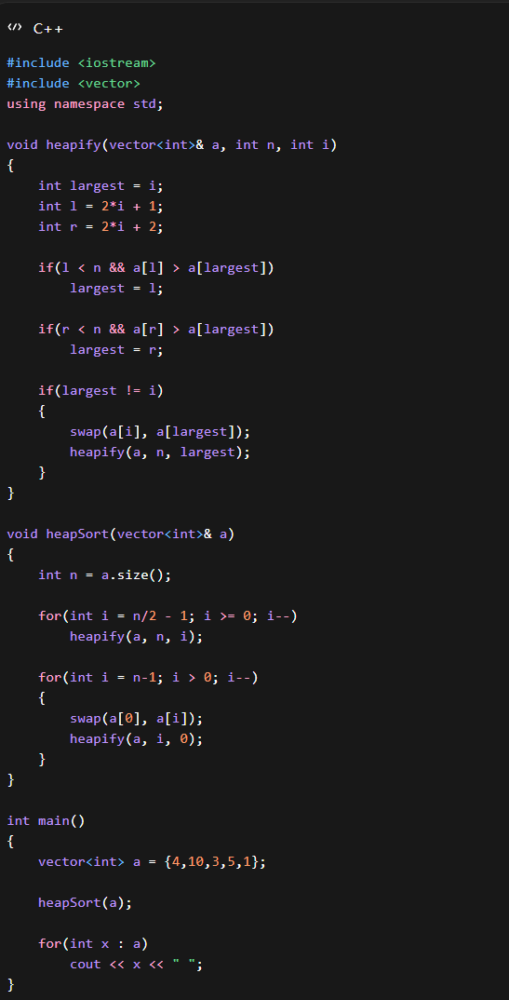 </> C++
#include <iostream>
#include <vector>
using namespace std;

void heapify(vector<int>& a, int n, int i)
{
    int largest = i;
    int l = 2*i + 1;
    int r = 2*i + 2;

    if(l < n && a[l] > a[largest])
        largest = l;

    if(r < n && a[r] > a[largest])
        largest = r;

    if(largest != i)
    {
        swap(a[i], a[largest]);
        heapify(a, n, largest);
    }
}

void heapSort(vector<int>& a)
{
    int n = a.size();

    for(int i = n/2 - 1; i >= 0; i--)
        heapify(a, n, i);

    for(int i = n-1; i > 0; i--)
    {
        swap(a[0], a[i]);
        heapify(a, i, 0);
    }
}

int main()
{
    vector<int> a = {4,10,3,5,1};

    heapSort(a);

    for(int x : a)
        cout << x << " ";
}